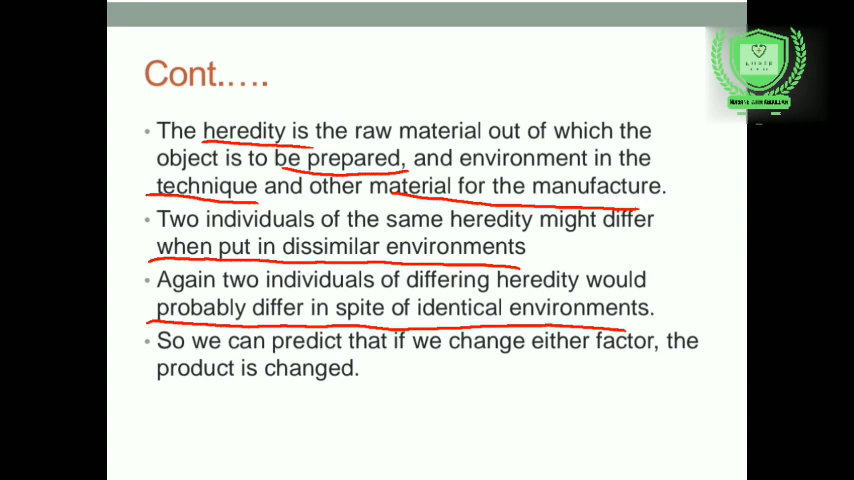 Cont.….
• The heredity is the raw material out of which the
object is to be prepared, and environment in the
technique and other material for the manufacture.
• Two individuals of the same heredity might differ
when put in dissimilar environments
• Again two individuals of differing heredity would
probably differ in spite of identical environments.
• So we can predict that if we change either factor, the
product is changed.